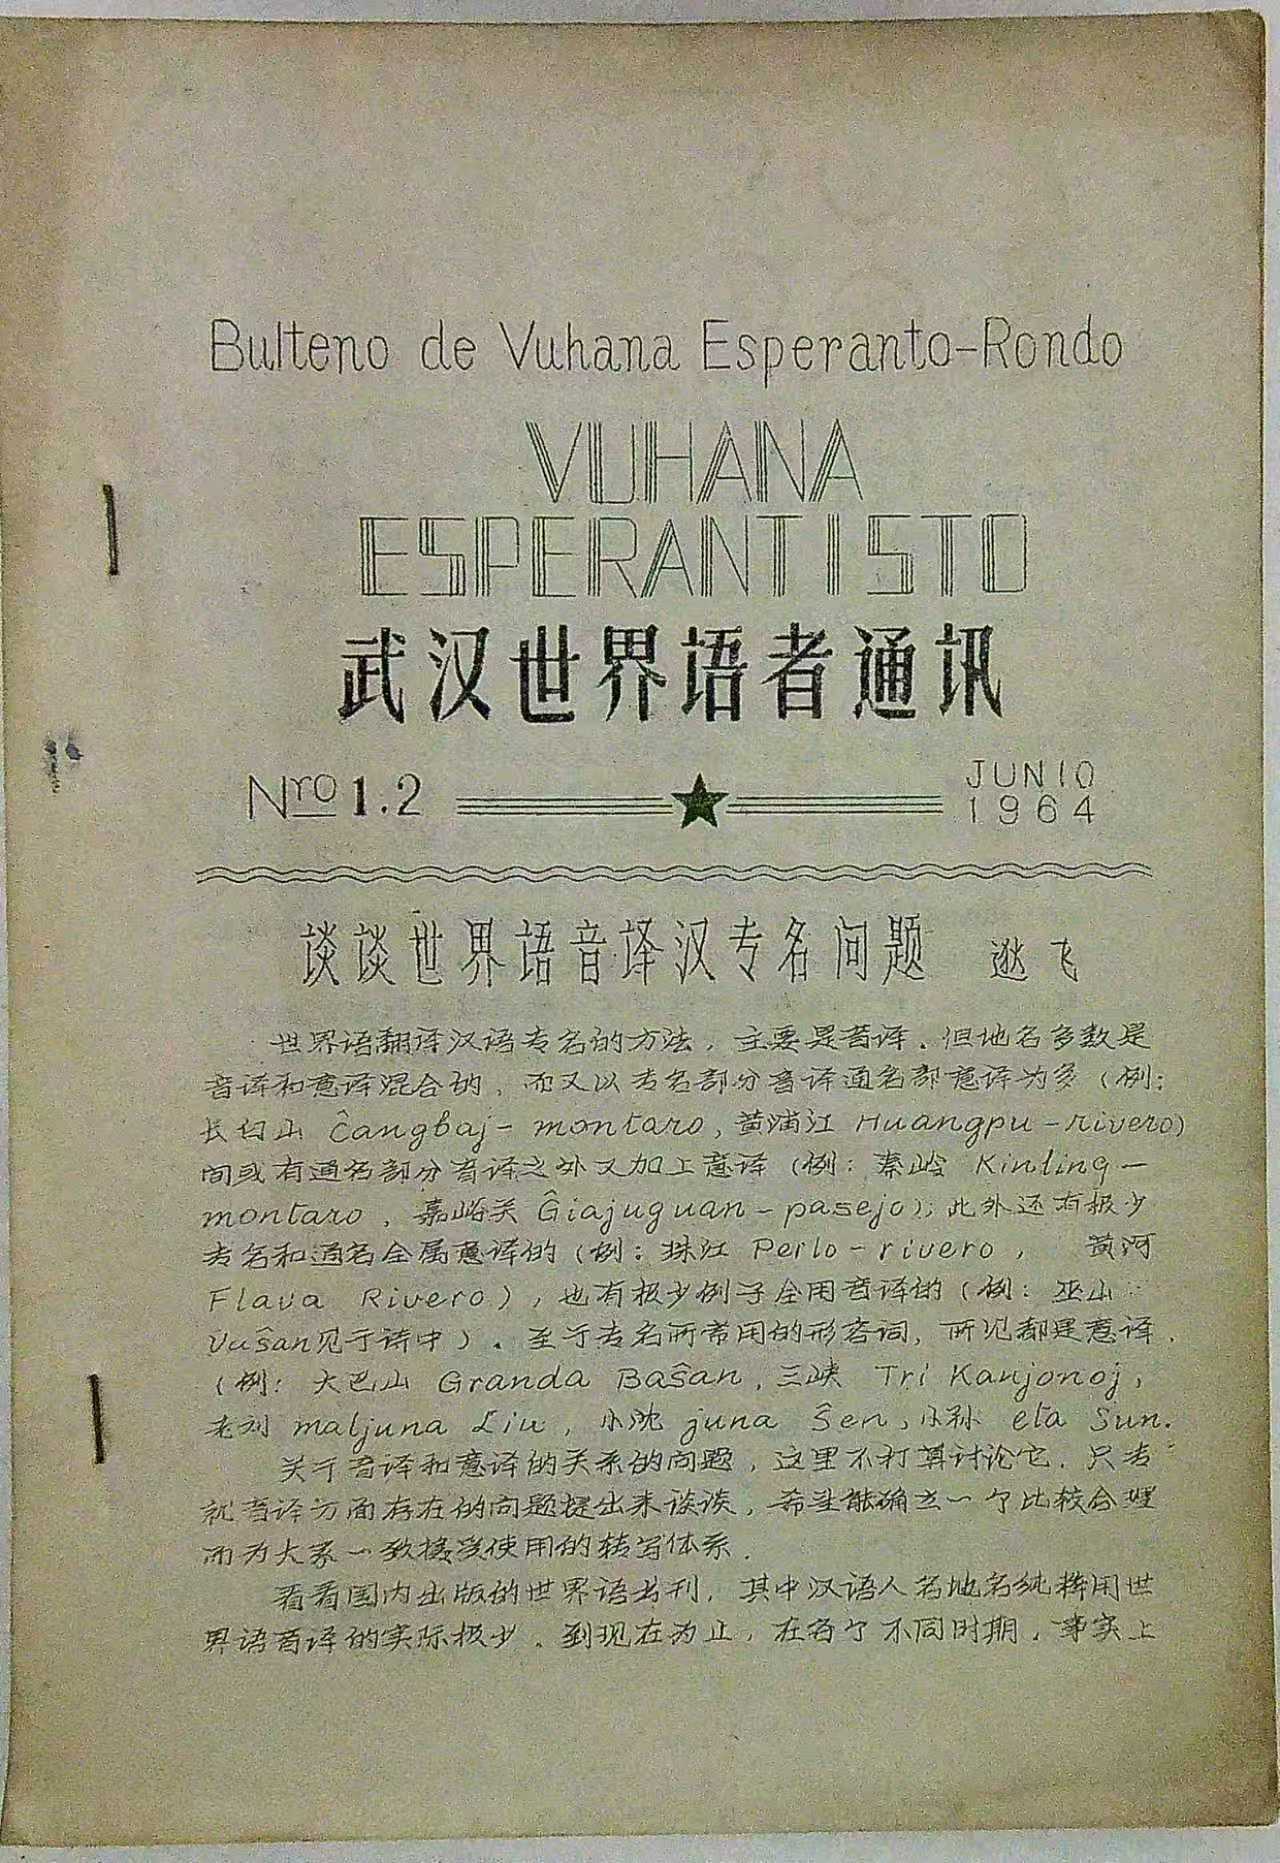 Bulteno de Vuhana Esperanto-Rondo
VUHANA
ESPERANTISTO
武汉世界语者通讯
Nro 1.2
JUNIO
1964
谈谈世界语音译汉专名问题 逖飞
世界语翻译汉语专名的方法，主要是音译。但地名多数是
音译和意译混合的，而又以专名部分音译通名部意译为多（例：
长白山 Ĉangbaj-montaro，黄浦江 Huangpu-rivero）
间或有通名部分音译之外又加上意译（例：秦岭 Kinling-
montaro，嘉峪关 Ĝiajuguan-pasejo）；此外还有极少
专名和通名全属意译的（例：珠江 Perlo-rivero， 黄河
Flava Rivero），也有极少例子全用音译的（例：巫山
Vuŝan见于诗中）。至于专名所常用的形容词，所见都是意译。
（例：大巴山 Granda Baŝan，三峡 Tri Kanjonoj，
老刘 maljuna Liu，小沈 juna Ŝen，小孙 eta Sun.
关于音译和意译的关系的问题，这里不打算讨论它．只考
就音译方面存在的问题提出来谈谈，希望能确立一个比较合理
而为大家一致接受使用的转写体系．
看看国内出版的世界语书刊，其中汉语人名地名纯粹用世
界语音译的实际极少。到现在为止，在各个不同时期，事实上